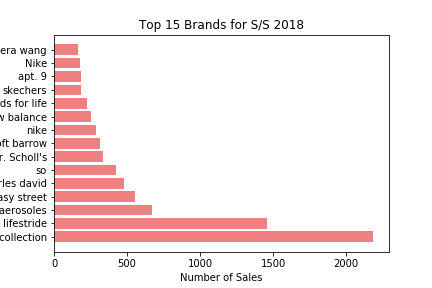 Top 15 Brands for S/S 2018
era wang
Nike
apt. 9
skechers
ds for life
w balance
nike
oft barrow
r. Scholl's
so
rles david
asy street
aerosoles
lifestride
collection
0 500 1000 1500 2000
Number of Sales